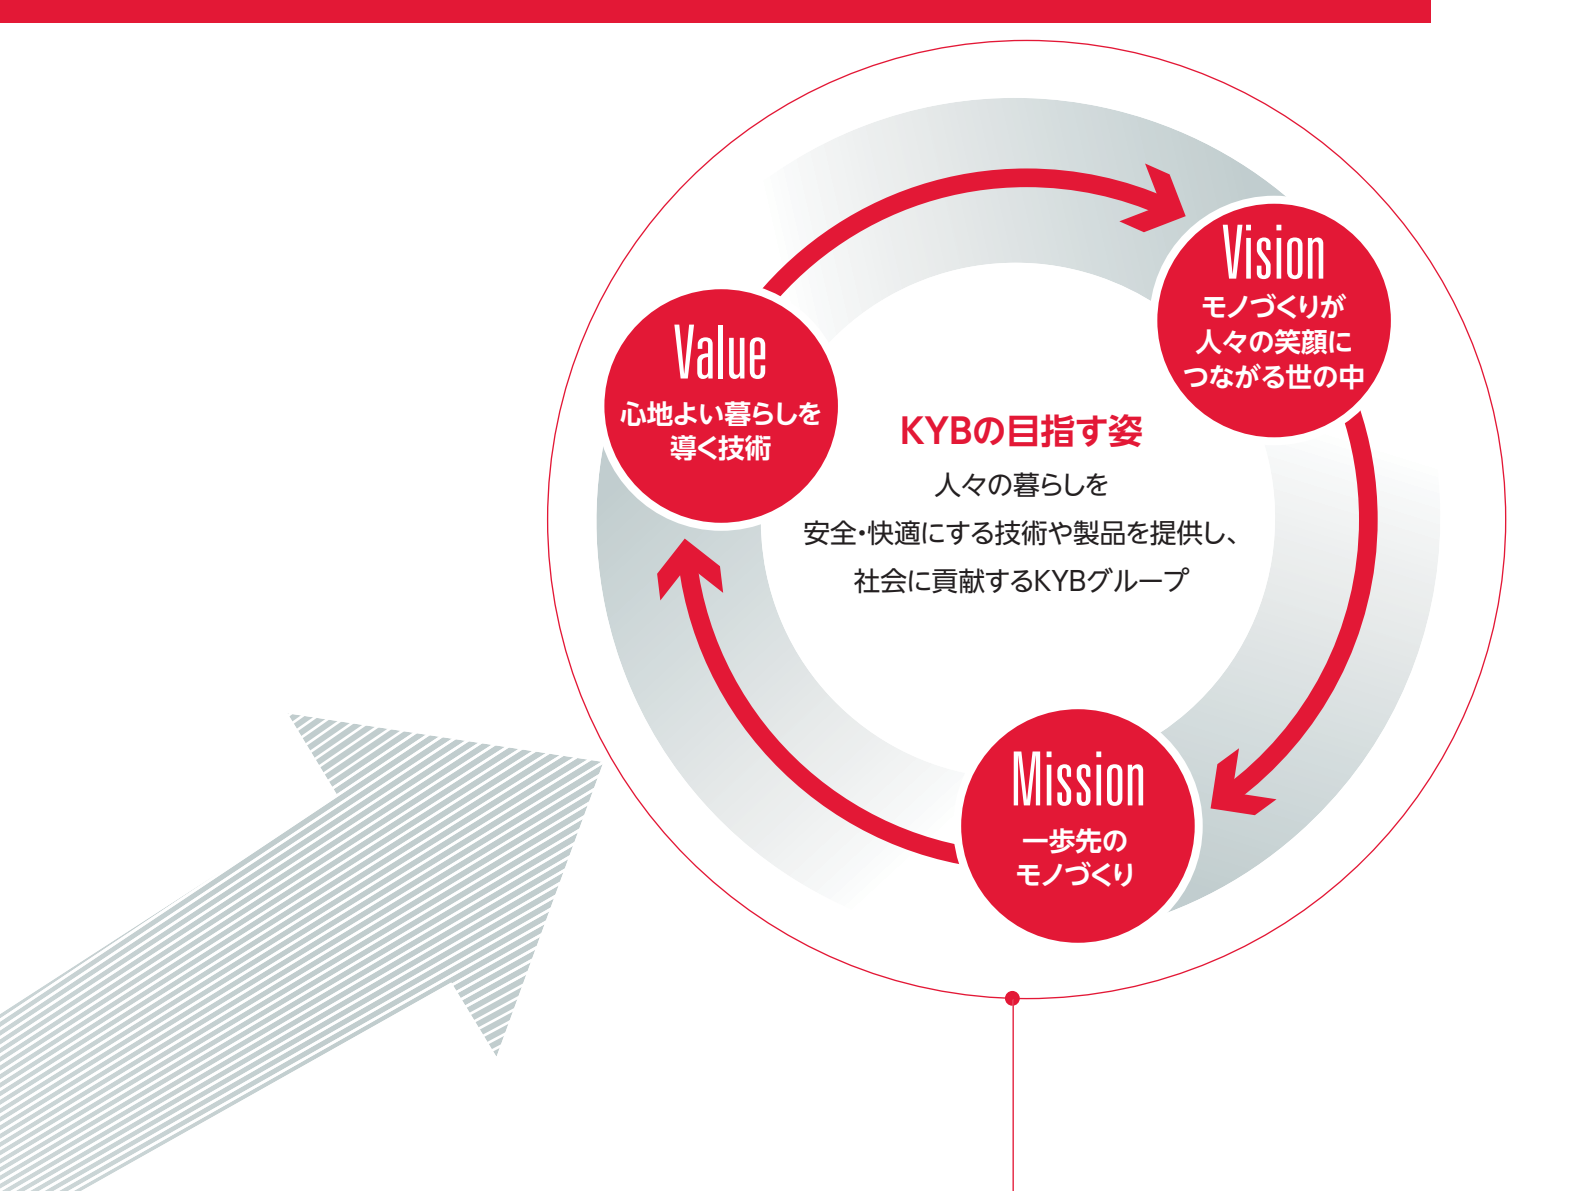 Vision
モノづくりが
人々の笑顔に
つながる世の中
Value
心地よい暮らしを
導く技術
KYBの目指す姿
人々の暮らしを
安全・快適にする技術や製品を提供し、
社会に貢献するKYBグループ
Mission
一歩先の
モノづくり